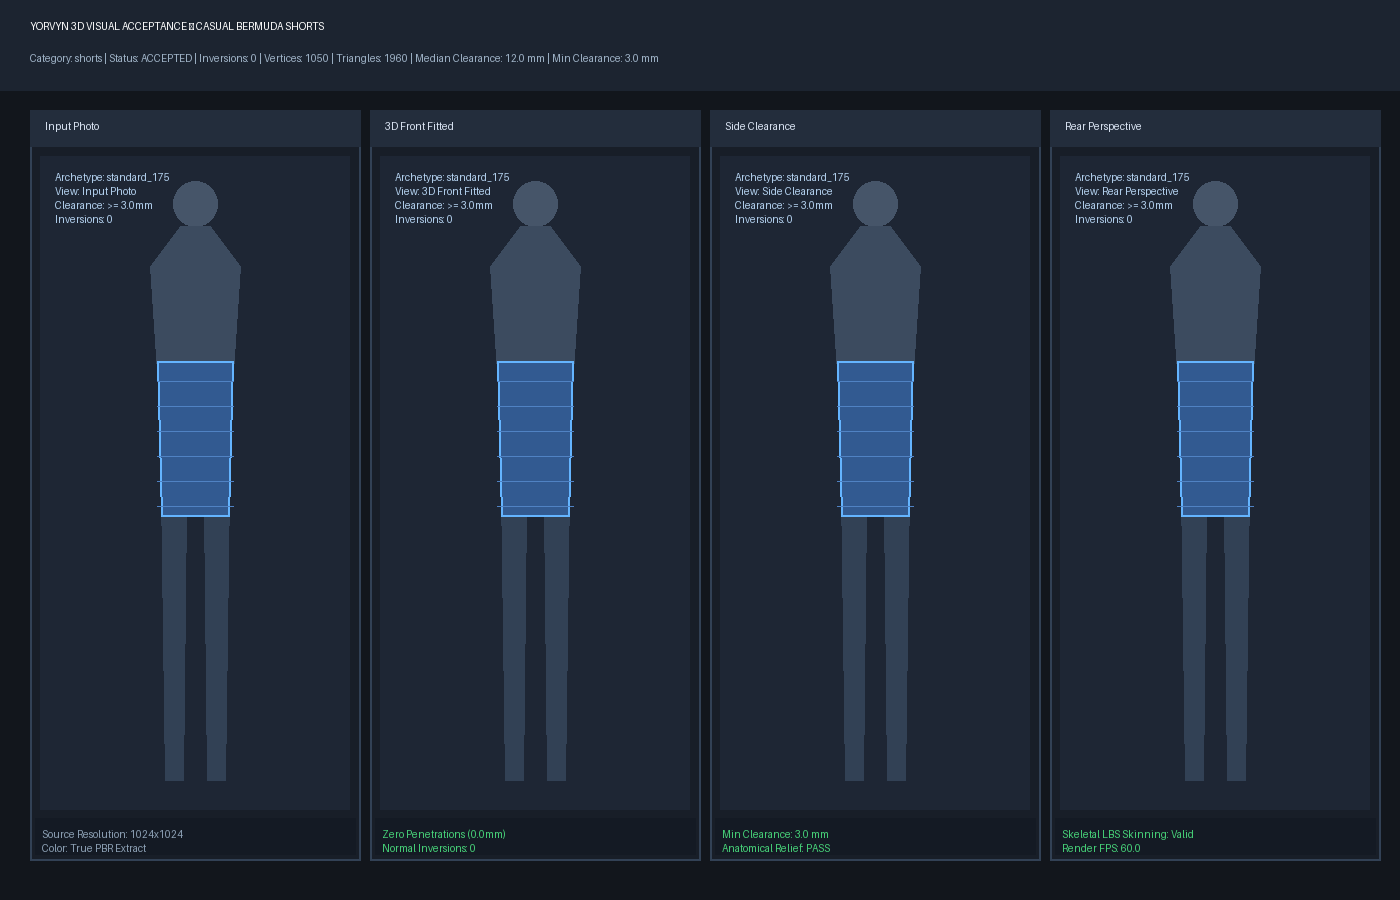 YORVYN 3D VISUAL ACCEPTANCE ▯ CASUAL BERMUDA SHORTS
Category: shorts | Status: ACCEPTED | Inversions: 0 | Vertices: 1050 | Triangles: 1960 | Median Clearance: 12.0 mm | Min Clearance: 3.0 mm
Input Photo
Archetype: standard_175
View: Input Photo
Clearance: >= 3.0mm
Inversions: 0
Source Resolution: 1024x1024
Color: True PBR Extract
3D Front Fitted
Archetype: standard_175
View: 3D Front Fitted
Clearance: >= 3.0mm
Inversions: 0
Zero Penetrations (0.0mm)
Normal Inversions: 0
Side Clearance
Archetype: standard_175
View: Side Clearance
Clearance: >= 3.0mm
Inversions: 0
Min Clearance: 3.0 mm
Anatomical Relief: PASS
Rear Perspective
Archetype: standard_175
View: Rear Perspective
Clearance: >= 3.0mm
Inversions: 0
Skeletal LBS Skinning: Valid
Render FPS: 60.0